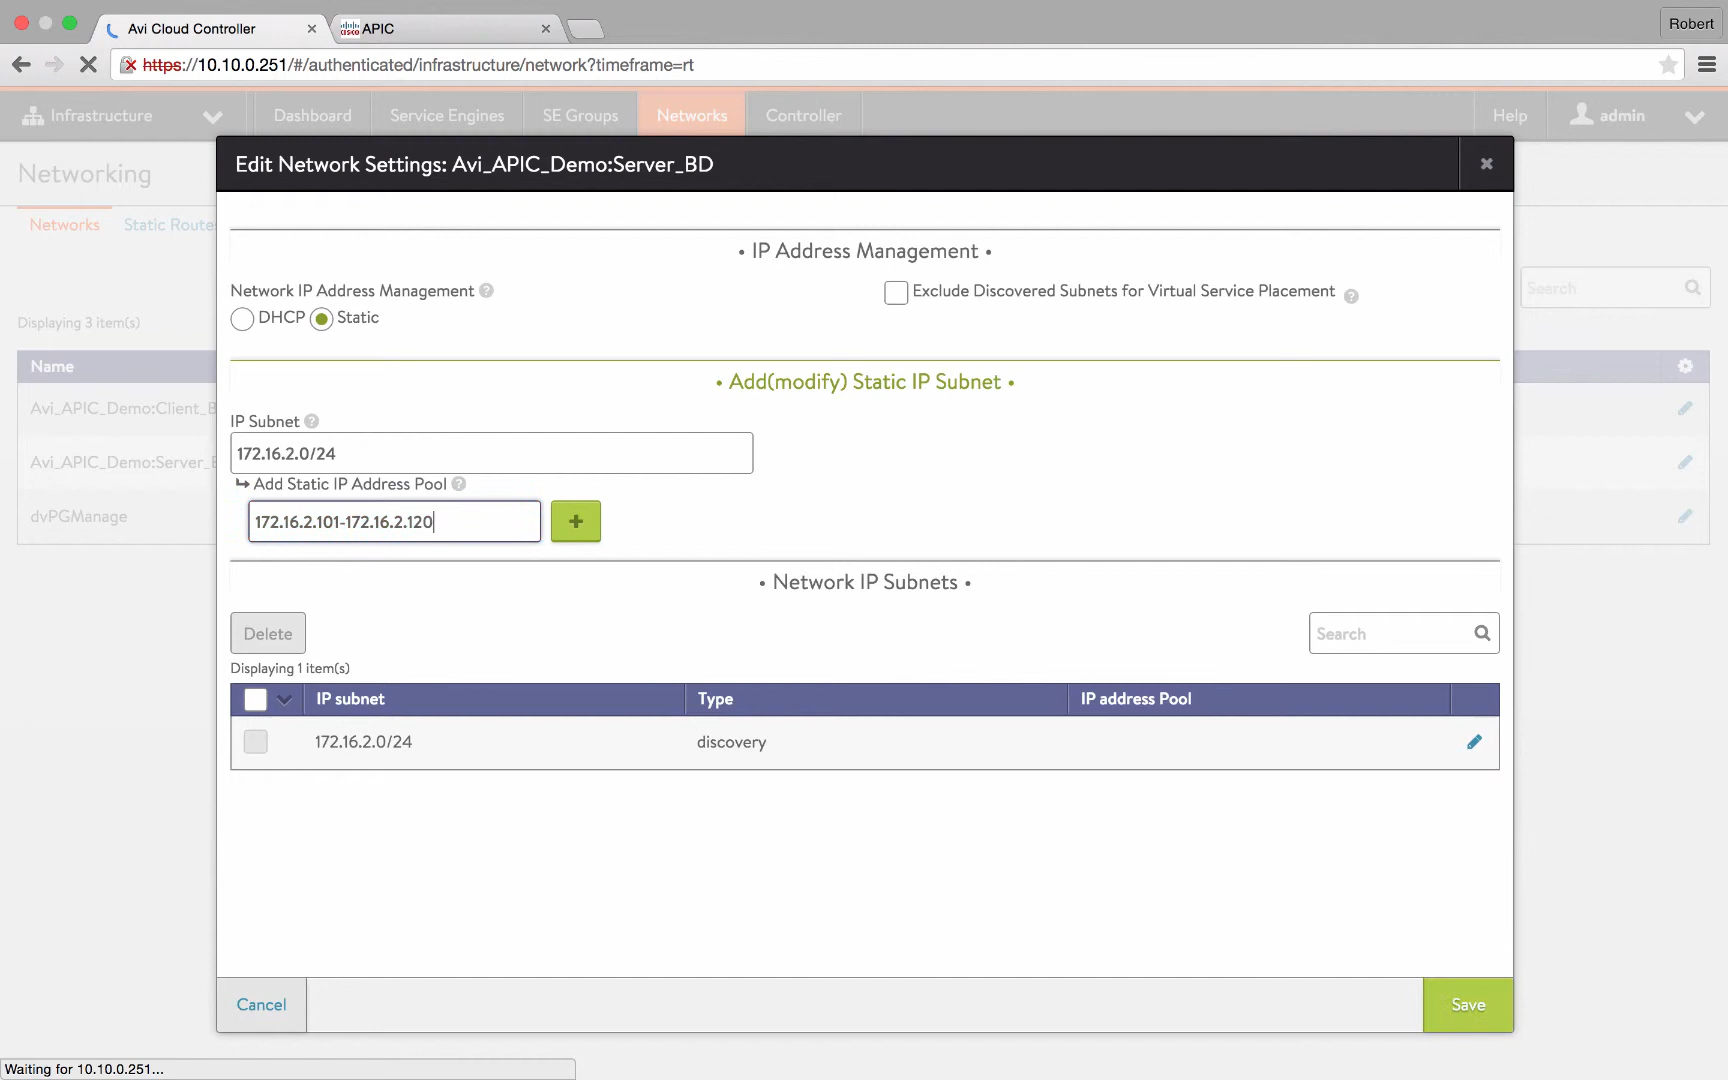 Avi Cloud Controller
APIC
Robert
https://10.10.0.251/#/authenticated/infrastructure/network?timeframe=rt
Infrastructure
Dashboard
Service Engines
SE Groups
Networks
Controller
Help
admin
Networking
Edit Network Settings: Avi_APIC_Demo:Server_BD
Networks
Static Route
• IP Address Management •
Network IP Address Management ?
Exclude Discovered Subnets for Virtual Service Placement ?
DHCP
Static
Search
Displaying 3 item(s)
Name
Avi_APIC_Demo:Client_B
Avi_APIC_Demo:Server_B
dvPGManage
• Add(modify) Static IP Subnet •
IP Subnet ?
172.16.2.0/24
Add Static IP Address Pool ?
172.16.2.101-172.16.2.120
+
• Network IP Subnets •
Delete
Search
Displaying 1 item(s)
IP subnet
Type
IP address Pool
172.16.2.0/24
discovery
Cancel
Save
Waiting for 10.10.0.251...